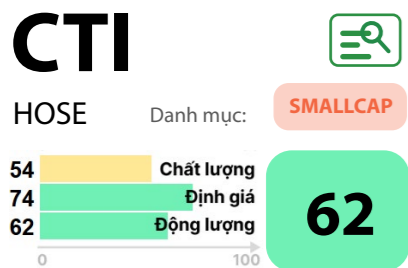 CTI
HOSE
Danh mục:
SMALLCAP
54 Chất lượng
74 Định giá
62 Động lượng
0 100
62